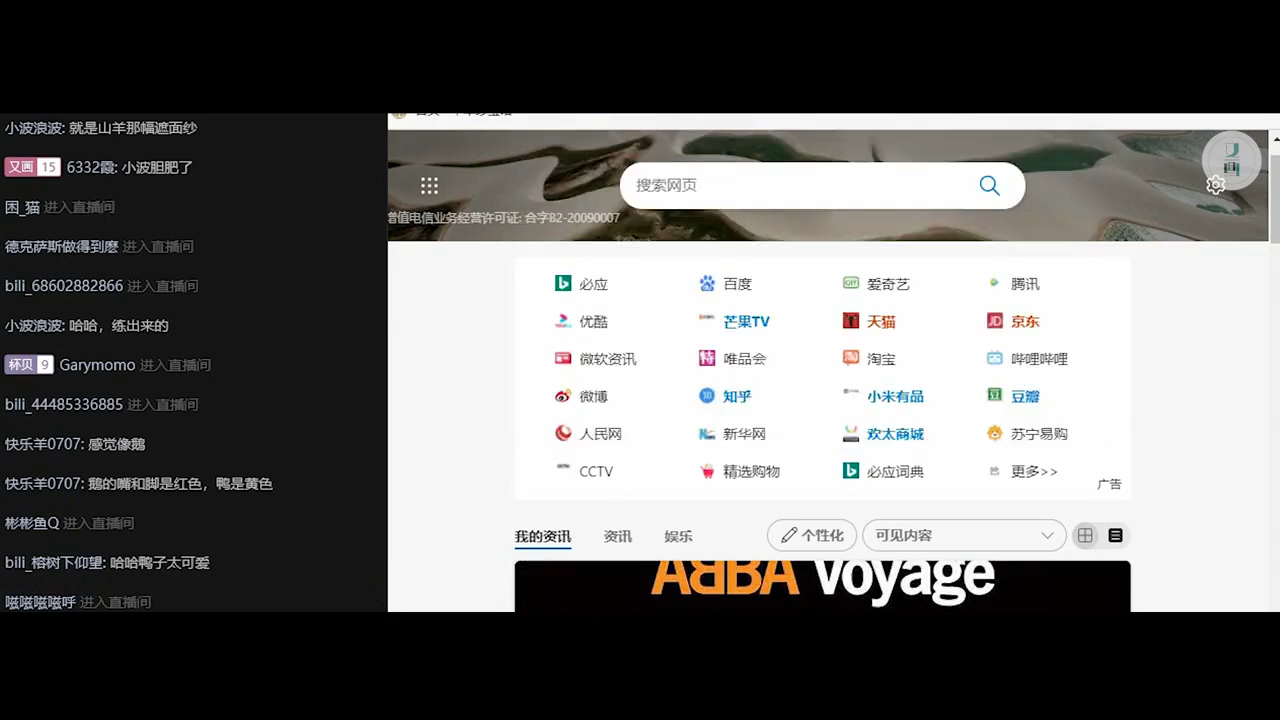 小波浪波: 就是山羊那幅遮面纱
又画 15 6332霞: 小波胆肥了
困_猫 进入直播间
德克萨斯做得到麽 进入直播间
bili_68602882866 进入直播间
小波浪波: 哈哈，练出来的
杯贝 9 Garymomo 进入直播间
bili_44485336885 进入直播间
快乐羊0707: 感觉像鹅
快乐羊0707: 鹅的嘴和脚是红色，鸭是黄色
彬彬鱼Q 进入直播间
bili_榕树下仰望: 哈哈鸭子太可爱
嗞嗞嗞嗞呼 进入直播间
搜索网页
增值电信业务经营许可证: 合字B2-20090007
必应 百度 爱奇艺 腾讯
优酷 芒果TV 天猫 京东
微软资讯 唯品会 淘宝 哔哩哔哩
微博 知乎 小米有品 豆瓣
人民网 新华网 欢太商城 苏宁易购
CCTV 精选购物 必应词典 更多>>
广告
我的资讯 资讯 娱乐 个性化 可见内容
ABBA Voyage